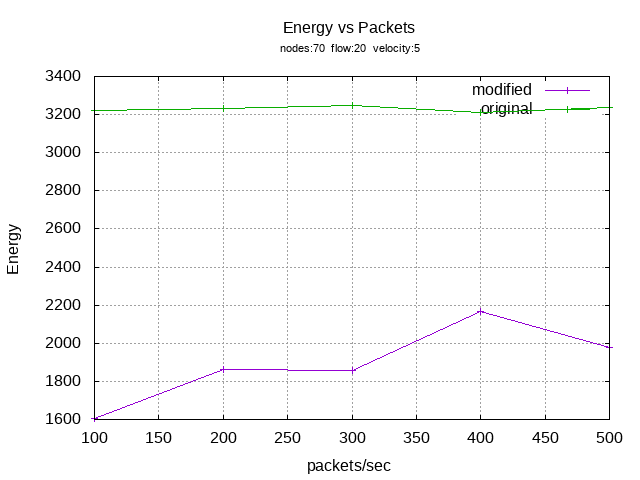 Energy vs Packets
nodes:70 flow:20 velocity:5
modified
original
3400
3200
3000
2800
2600
2400
2200
2000
1800
1600
Energy
100 150 200 250 300 350 400 450 500
packets/sec